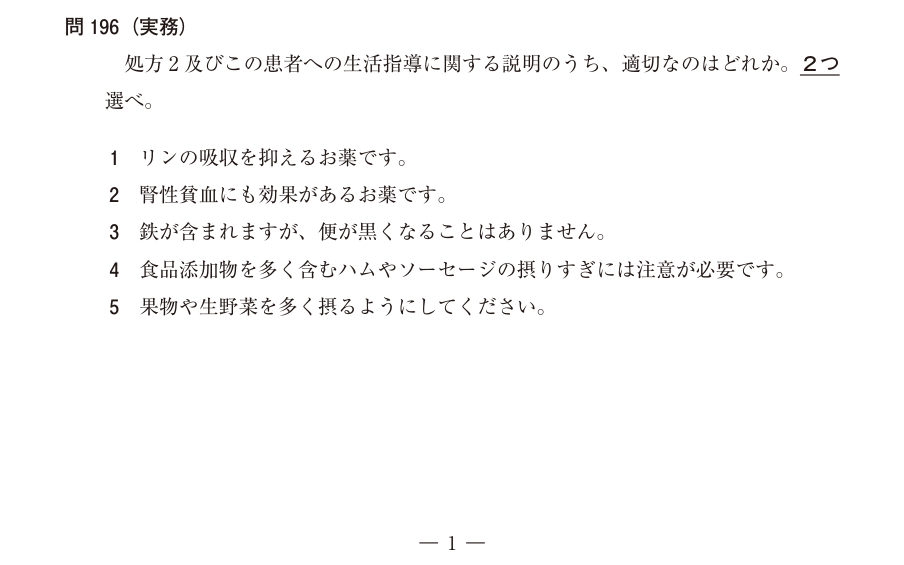 問 196（実務）
処方２及びこの患者への生活指導に関する説明のうち、適切なのはどれか。２つ
選べ。
1 リンの吸収を抑えるお薬です。
2 腎性貧血にも効果があるお薬です。
3 鉄が含まれますが、便が黒くなることはありません。
4 食品添加物を多く含むハムやソーセージの摂りすぎには注意が必要です。
5 果物や生野菜を多く摂るようにしてください。
― 1 ―